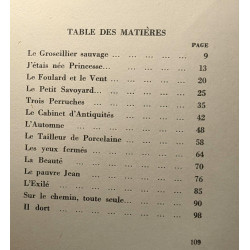 TABLE DES MATIÈRES
PAGE
Le Groseillier sauvage ... ... ... ... 9
J'étais née Princesse... ... ... ... 13
Le Foulard et le Vent ... ... ... ... 20
Le Petit Savoyard... ... ... ... ... 25
Trois Perruches ... ... ... ... ... 35
Le Cabinet d'Antiquités ... ... ... 42
L'Automne ... ... ... ... ... ... 48
Le Tailleur de Porcelaine ... ... ... 58
Les yeux fermés ... ... ... ... ... 64
La Beauté ... ... ... ... ... ... 70
Le pauvre Jean ... ... ... ... ... 76
L'Exilé ... ... ... ... ... ... 85
Sur le chemin, toute seule... ... ... 90
Il dort ... ... ... ... ... ... 98
109